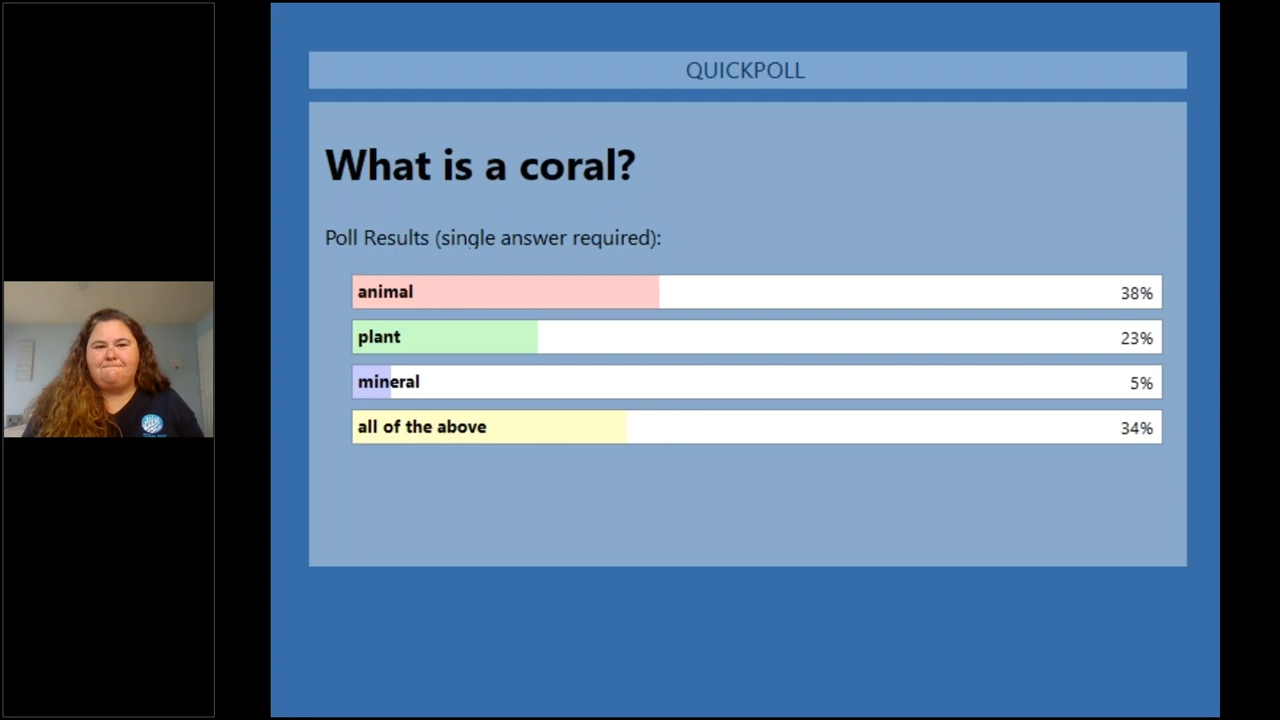 QUICKPOLL
What is a coral?
Poll Results (single answer required):
animal 38%
plant 23%
mineral 5%
all of the above 34%